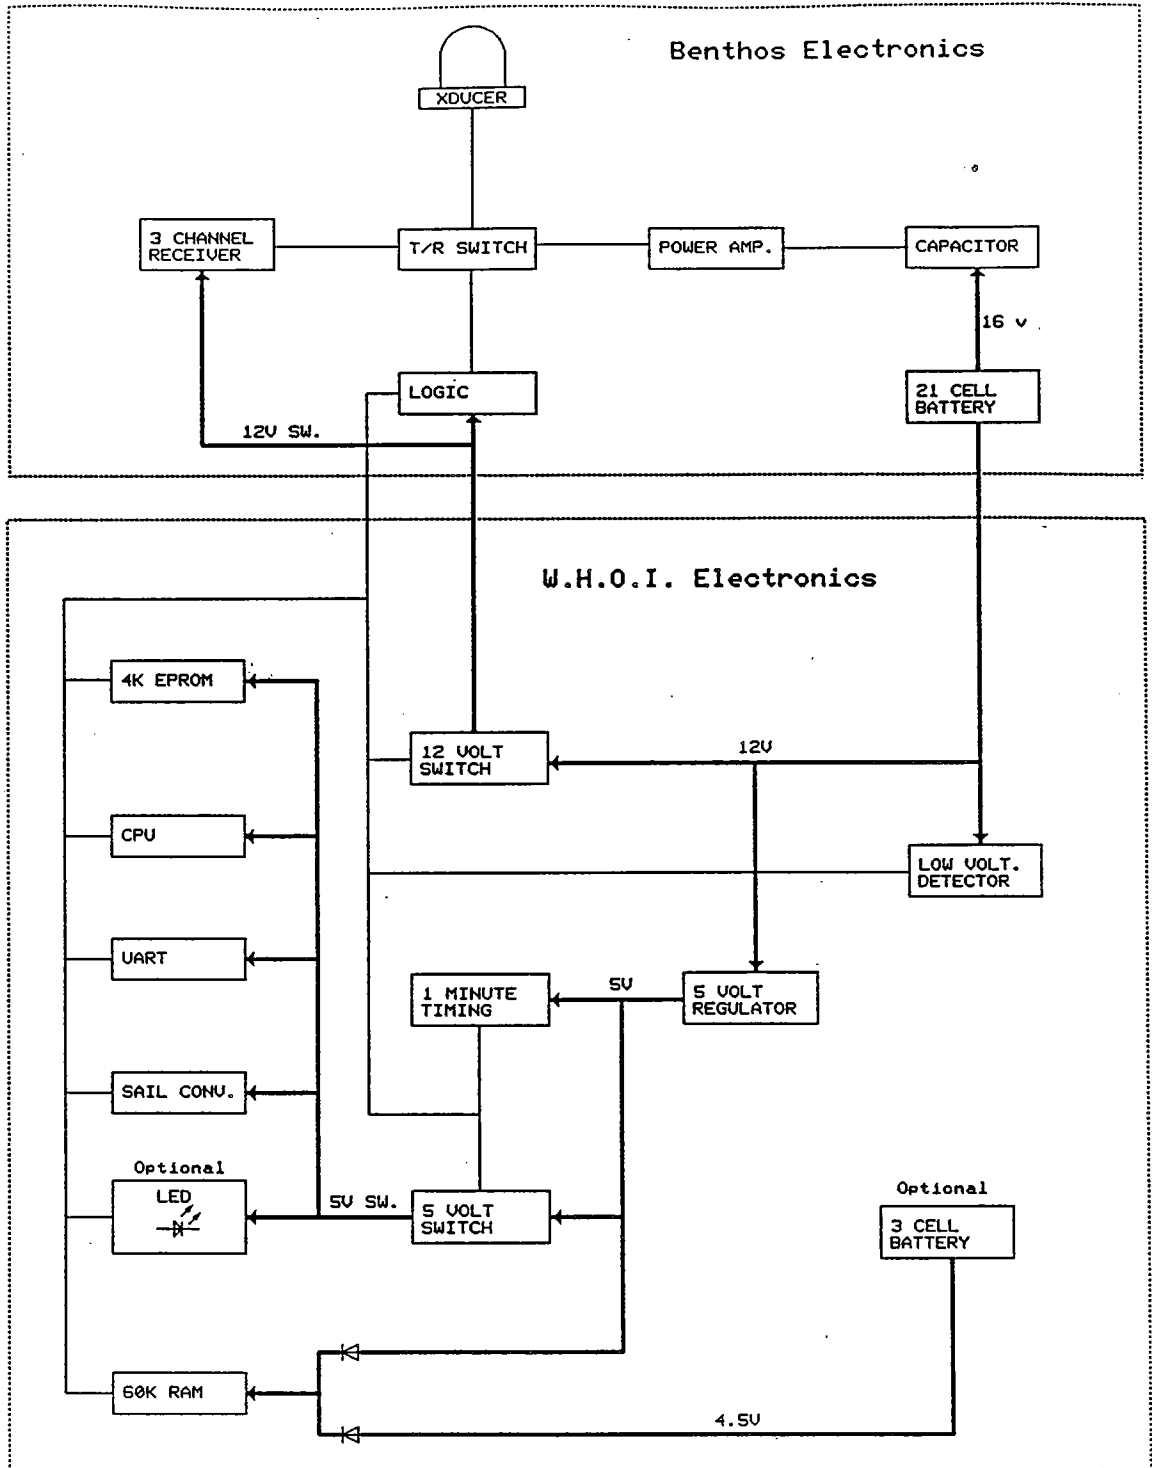 Benthos Electronics
XDUCER
3 CHANNEL
RECEIVER
T/R SWITCH
POWER AMP.
CAPACITOR
16 v
LOGIC
21 CELL
BATTERY
12V SW.
W.H.O.I. Electronics
4K EPROM
12 VOLT
SWITCH
12V
CPU
LOW VOLT.
DETECTOR
UART
1 MINUTE
TIMING
5V
5 VOLT
REGULATOR
SAIL CONV.
Optional
LED
5V SW.
5 VOLT
SWITCH
Optional
3 CELL
BATTERY
60K RAM
4.5V